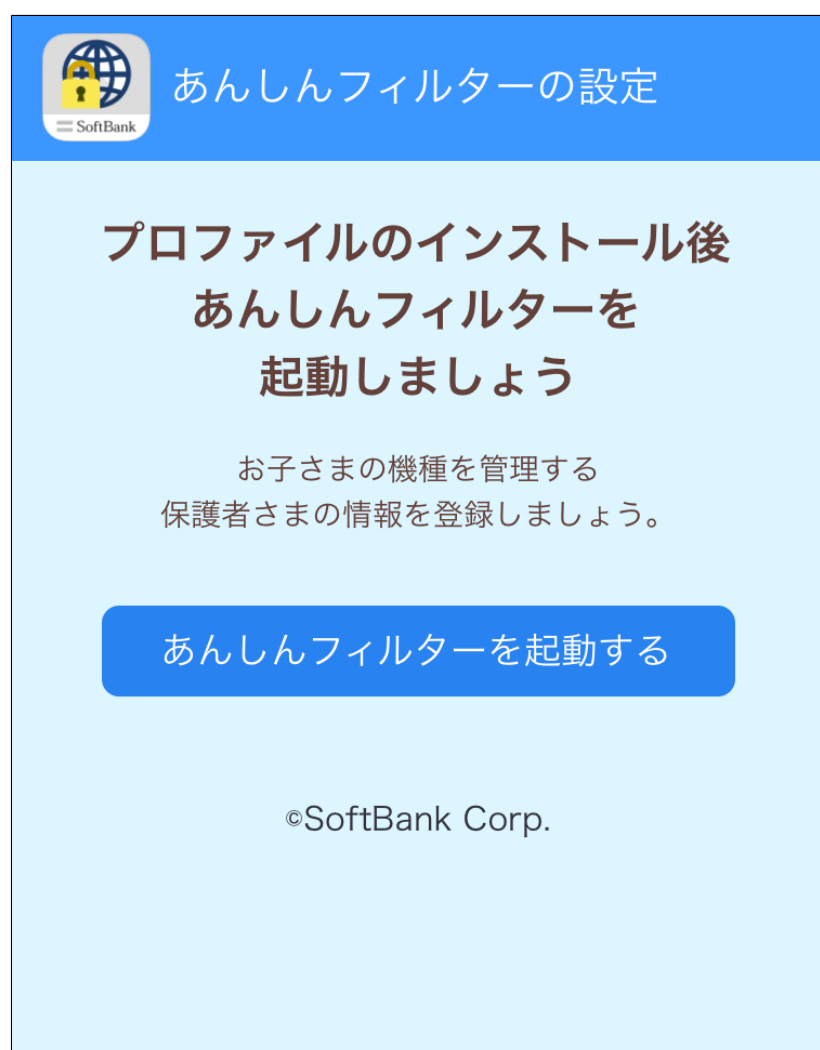 SoftBank
あんしんフィルターの設定
プロファイルのインストール後
あんしんフィルターを
起動しましょう
お子さまの機種を管理する
保護者さまの情報を登録しましょう。
あんしんフィルターを起動する
©SoftBank Corp.